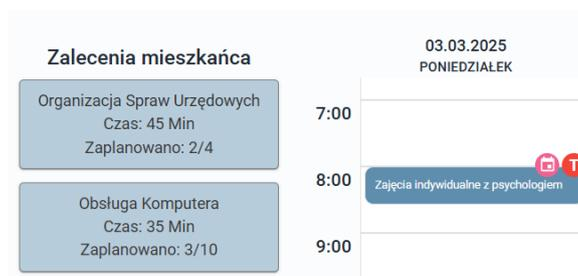 Zalecenia mieszkańca
Organizacja Spraw Urzędowych
Czas: 45 Min
Zaplanowano: 2/4
Obsługa Komputera
Czas: 35 Min
Zaplanowano: 3/10
03.03.2025
PONIEDZIAŁEK
7:00
8:00
T
Zajęcia indywidualne z psychologiem
9:00